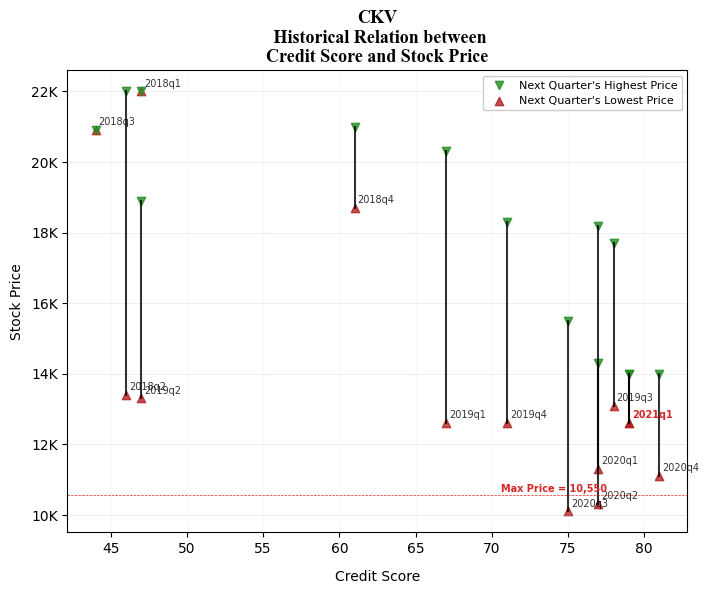 CKV
Historical Relation between
Credit Score and Stock Price
Next Quarter's Highest Price
Next Quarter's Lowest Price
Stock Price
22K
20K
18K
16K
14K
12K
10K
2018q1
2018q3
2018q4
2018q2
2019q2
2019q3
2019q1
2019q4
2021q1
2020q1
2020q4
Max Price = 10,550
2020q2
2020q3
45
50
55
60
65
70
75
80
Credit Score